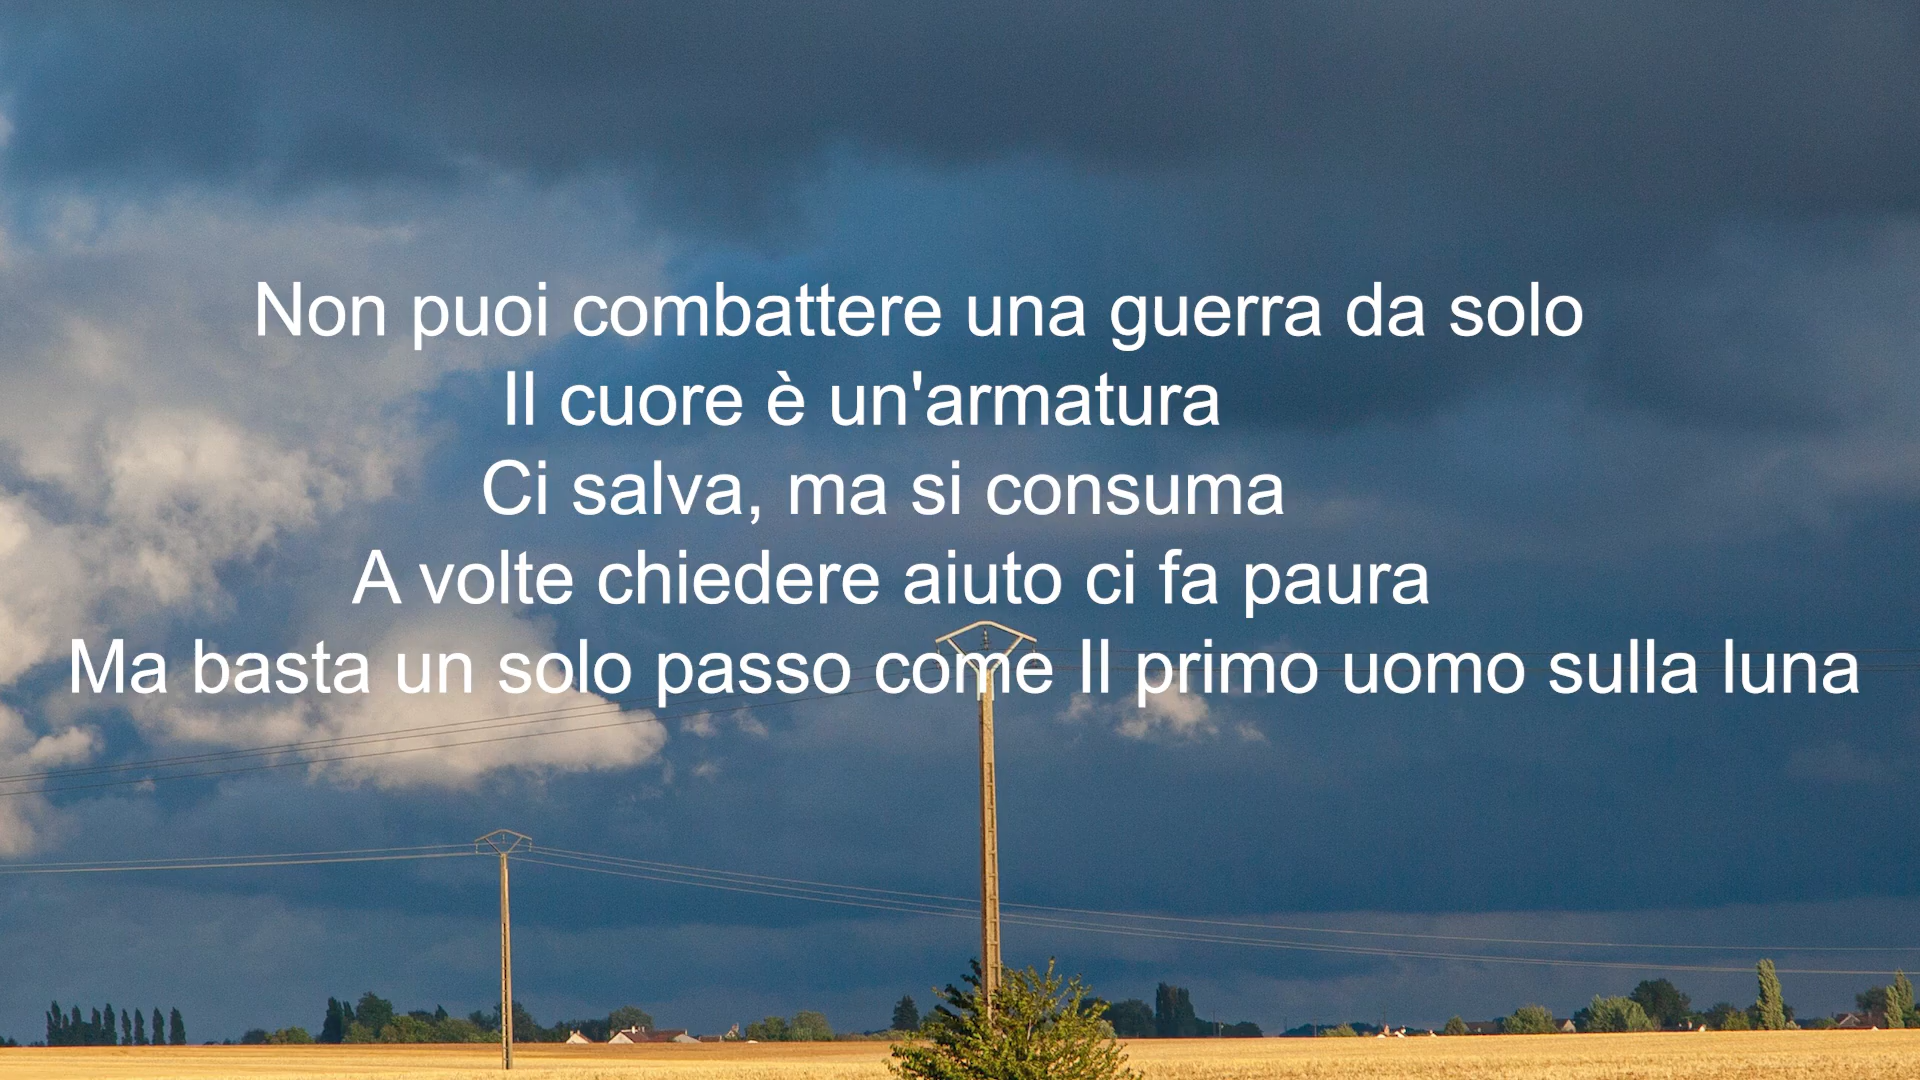 Non puoi combattere una guerra da solo
Il cuore è un'armatura
Ci salva, ma si consuma
A volte chiedere aiuto ci fa paura
Ma basta un solo passo come Il primo uomo sulla luna